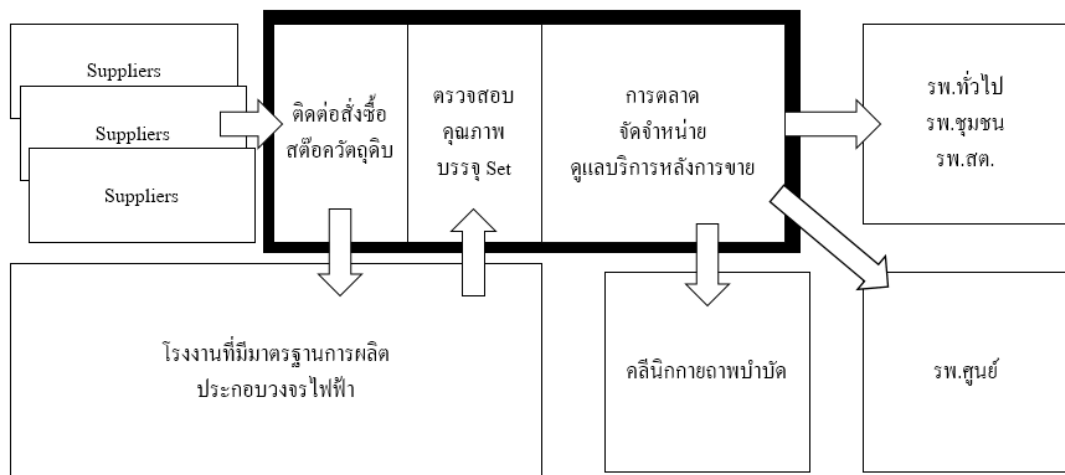 Suppliers
Suppliers
Suppliers
ติดต่อสั่งซื้อ
สต๊อควัตถุดิบ
ตรวจสอบ
คุณภาพ
บรรจุ Set
การตลาด
จัดจำหน่าย
ดูแลบริการหลังการขาย
รพ.ทั่วไป
รพ.ชุมชน
รพ.สต.
โรงงานที่มีมาตรฐานการผลิต
ประกอบวงจรไฟฟ้า
คลีนิกกายถาพบำบัด
รพ.ศูนย์